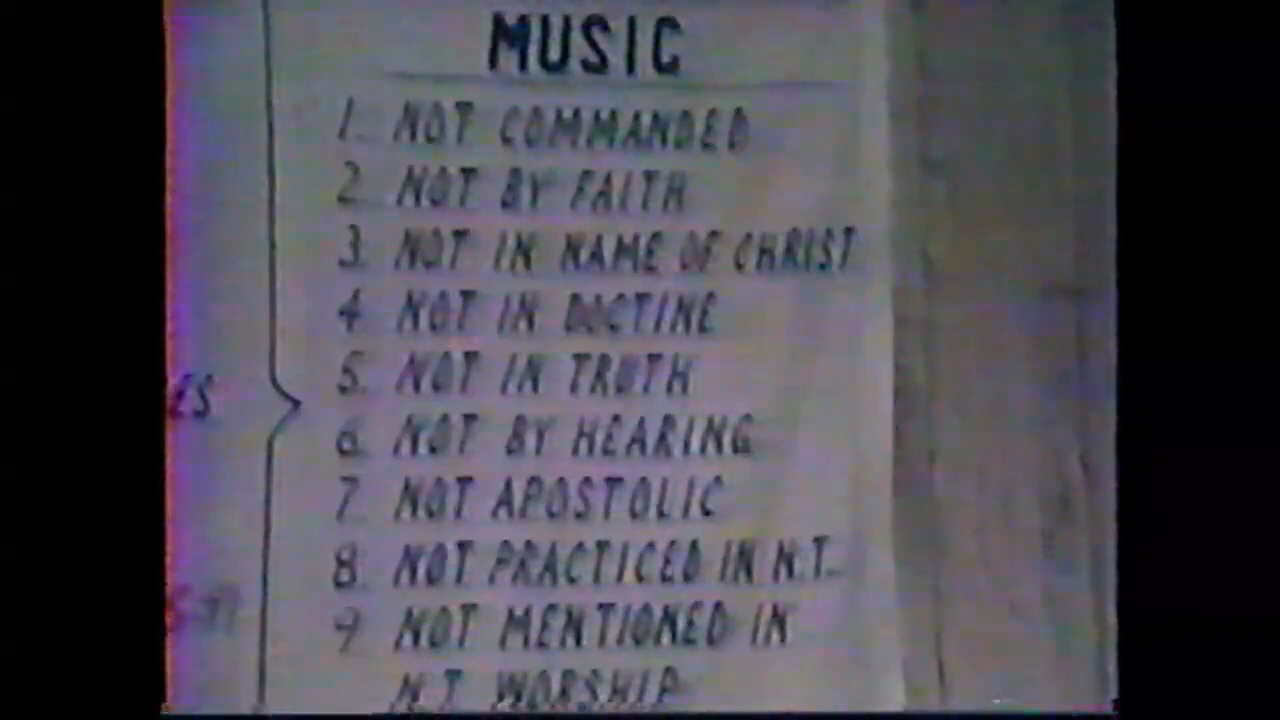 MUSIC
1. NOT COMMANDED
2. NOT BY FAITH
3. NOT IN NAME OF CHRIST
4. NOT IN DOCTINE
5. NOT IN TRUTH
ES
6. NOT BY HEARING
7. NOT APOSTOLIC
8. NOT PRACTICED IN N.T.
9 NOT MENTIONED IN
N.T. WORSHIP